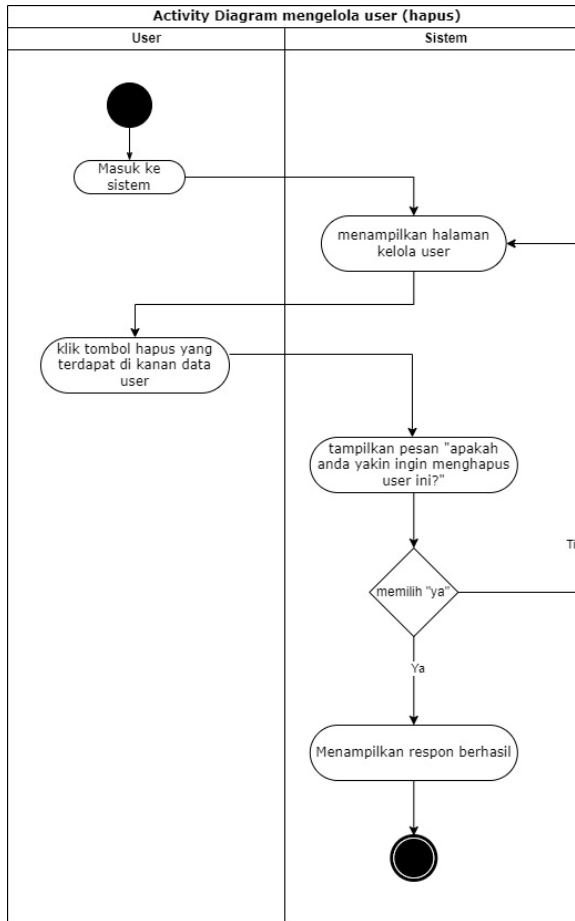 Activity Diagram mengelola user (hapus)
User
Sistem
Masuk ke
sistem
menampilkan halaman
kelola user
klik tombol hapus yang
terdapat di kanan data
user
tampilkan pesan "apakah
anda yakin ingin menghapus
user ini?"
memilih "ya"
Ya
Menampilkan respon berhasil